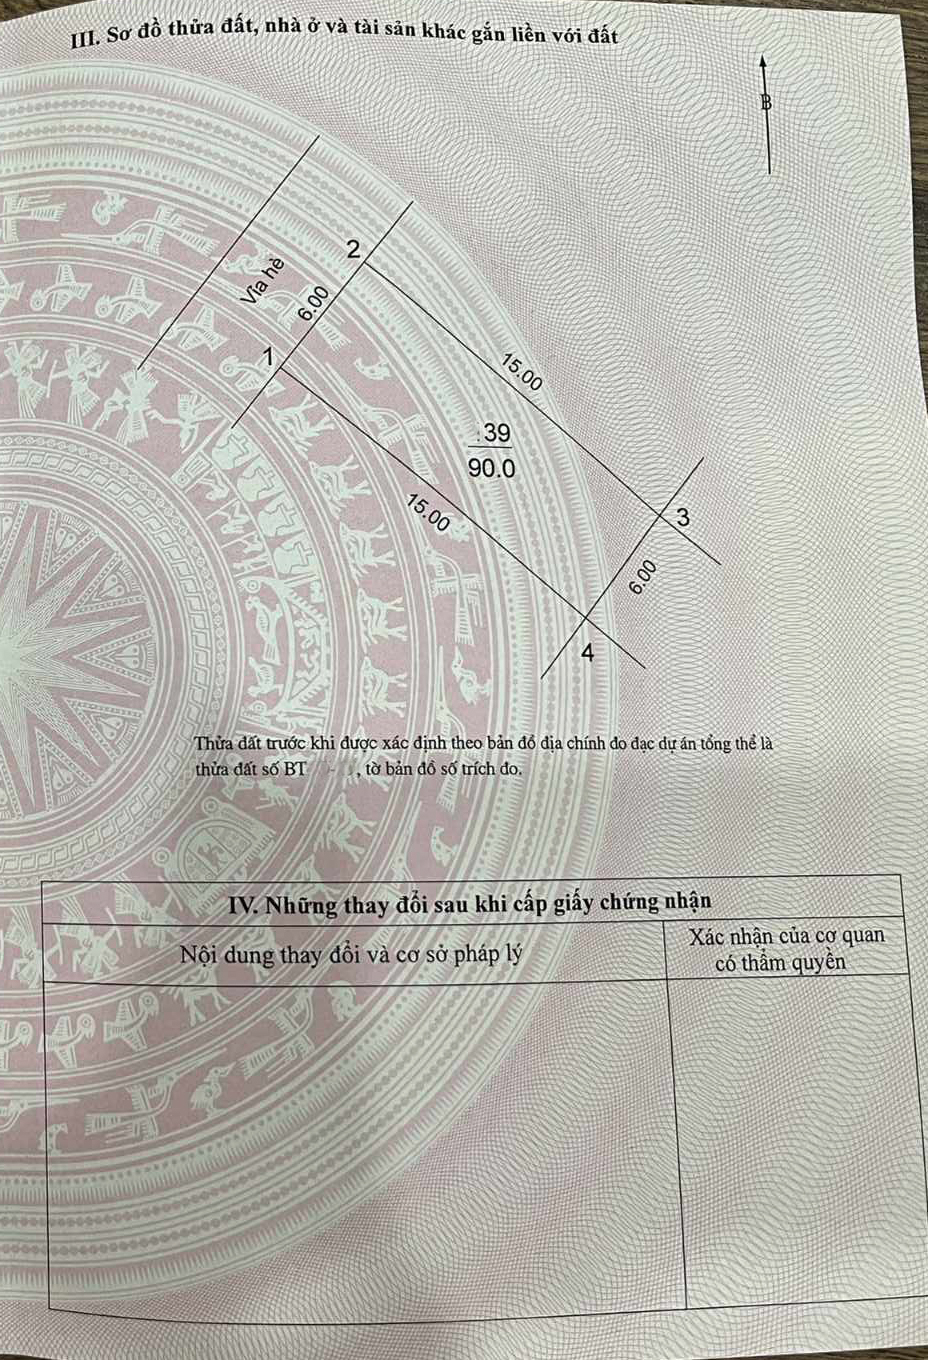 III. Sơ đồ thửa đất, nhà ở và tài sản khác gắn liền với đất
B
Vỉa hè
2
6.00
1
15.00
39
90.0
15.00
3
6.00
4
Thửa đất trước khi được xác định theo bản đồ địa chính đo đạc dự án tổng thể là
thửa đất số BT , tờ bản đồ số trích đo.
IV. Những thay đổi sau khi cấp giấy chứng nhận
Nội dung thay đổi và cơ sở pháp lý
Xác nhận của cơ quan
có thẩm quyền